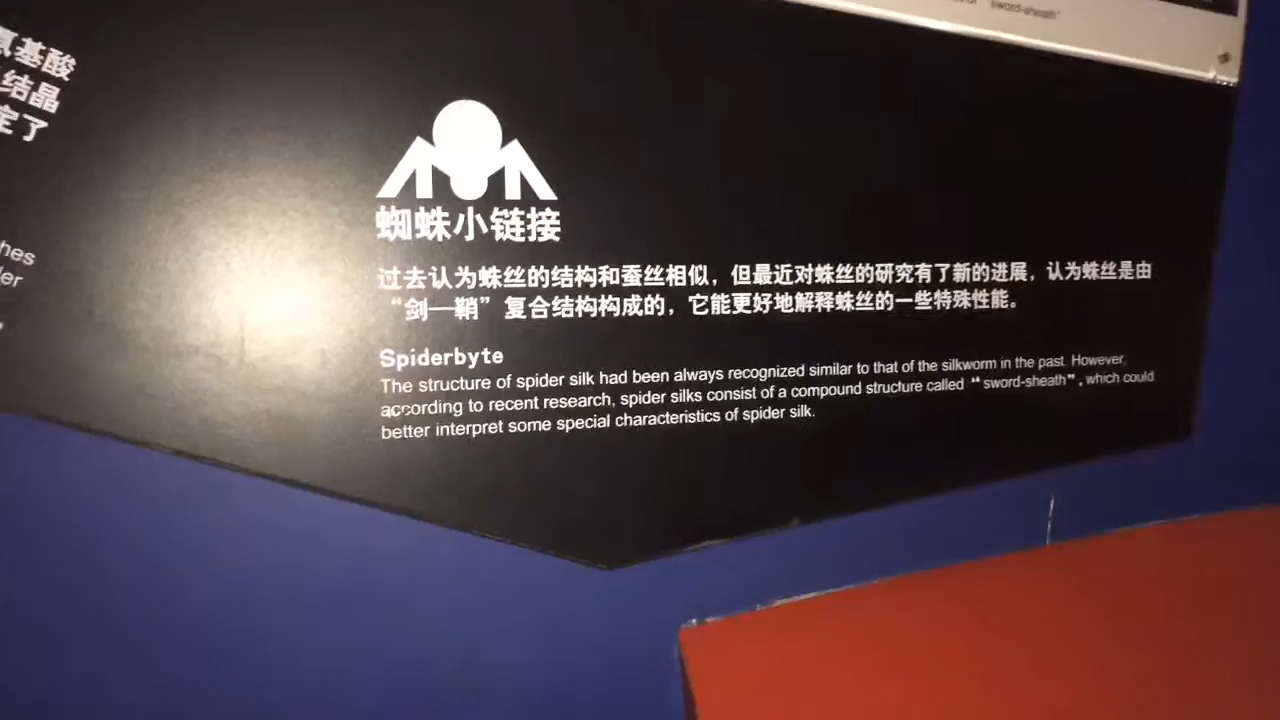 氨基酸
结晶
定了
hes
"sword-sheath"
蜘蛛小链接
过去认为蛛丝的结构和蚕丝相似，但最近对蛛丝的研究有了新的进展，认为蛛丝是由
“剑—鞘”复合结构构成的，它能更好地解释蛛丝的一些特殊性能。
Spiderbyte
The structure of spider silk had been always recognized similar to that of the silkworm in the past. However,
according to recent research, spider silks consist of a compound structure called “sword-sheath”, which could
better interpret some special characteristics of spider silk.